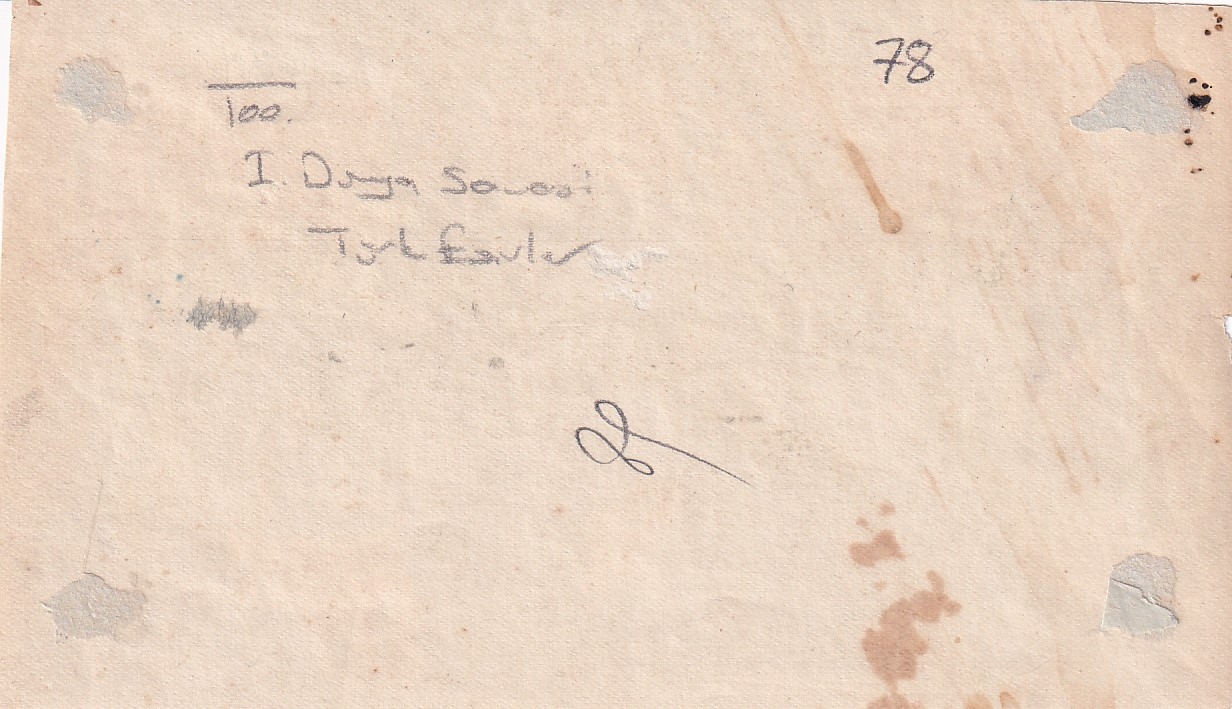 78
100.
I. Dünya Savaşı
Türk Esirler